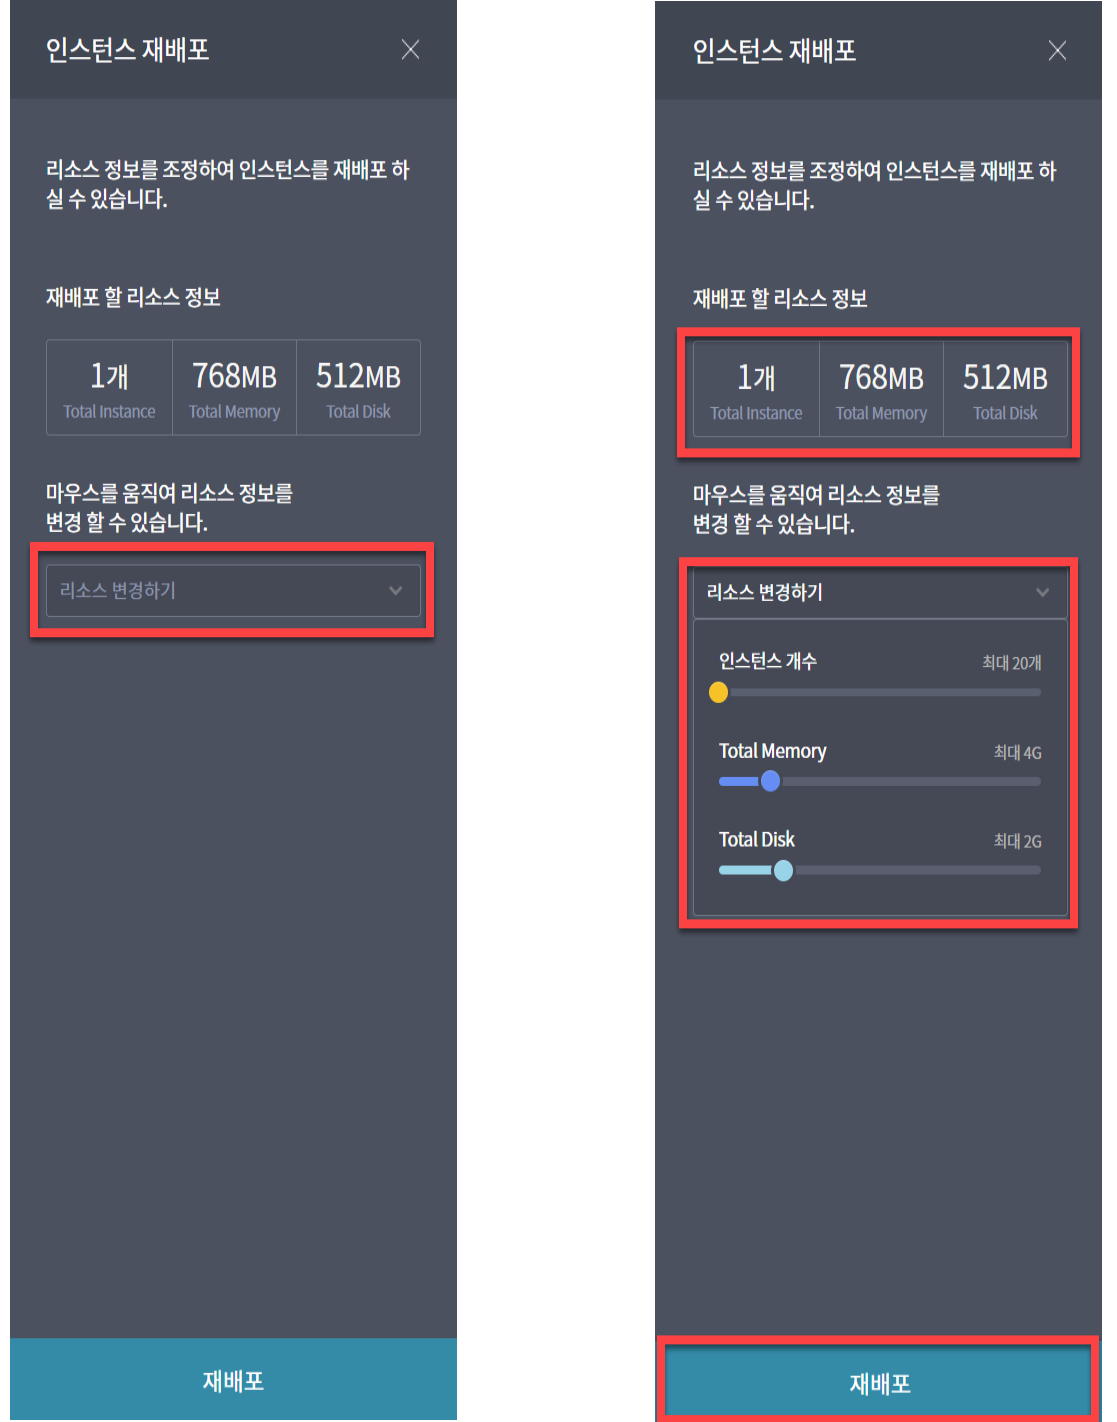 인스턴스 재배포
리소스 정보를 조정하여 인스턴스를 재배포 하
실 수 있습니다.
재배포 할 리소스 정보
1개 768MB 512MB
Total Instance Total Memory Total Disk
마우스를 움직여 리소스 정보를
변경 할 수 있습니다.
리소스 변경하기
재배포
인스턴스 재배포
리소스 정보를 조정하여 인스턴스를 재배포 하
실 수 있습니다.
재배포 할 리소스 정보
1개 768MB 512MB
Total Instance Total Memory Total Disk
마우스를 움직여 리소스 정보를
변경 할 수 있습니다.
리소스 변경하기
인스턴스 개수 최대 20개
Total Memory 최대 4G
Total Disk 최대 2G
재배포